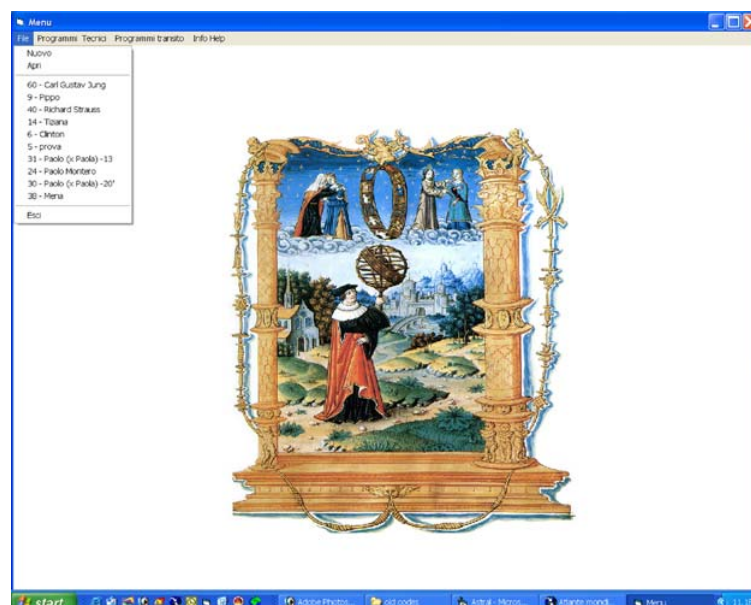 Menu
File Programmi Tecnici Programmi transito Info Help
Nuovo
Apri
60 - Carl Gustav Jung
9 - Pippo
40 - Richard Strauss
14 - Tiziana
6 - Clinton
5 - prova
31 - Paolo (x Paola) -13
24 - Paolo Montero
30 - Paolo (x Paola) -20'
38 - Mena
Esci
start Adobe Photos... old codes Astral - Micros... Atlante mondi... Menu